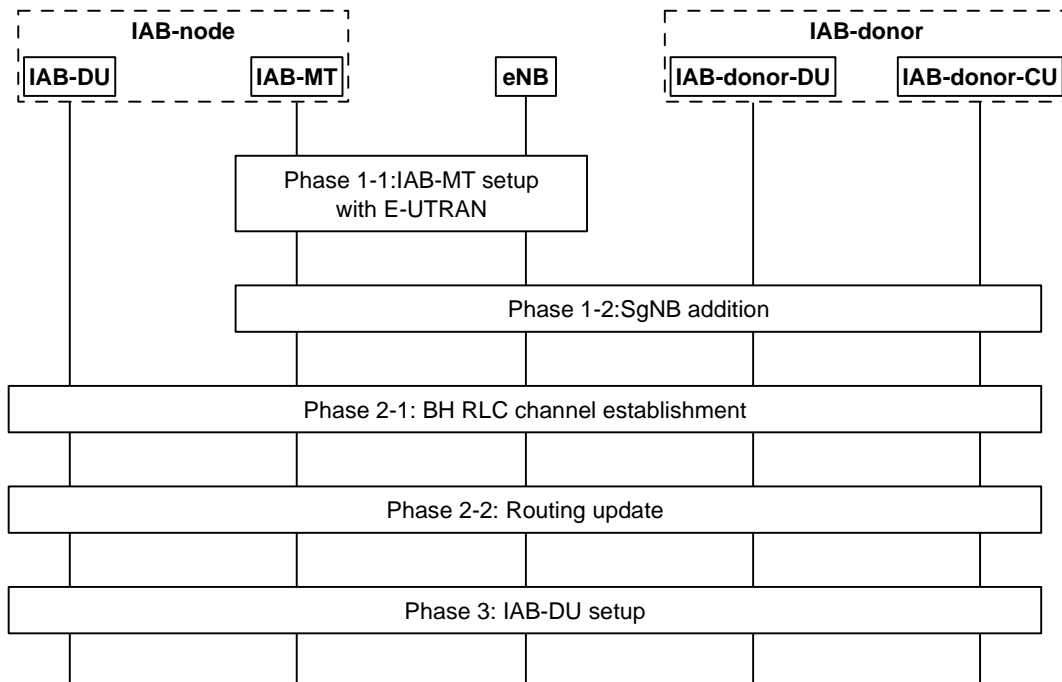 IAB-node
IAB-donor
IAB-DU
IAB-MT
eNB
IAB-donor-DU
IAB-donor-CU
Phase 1-1:IAB-MT setup
with E-UTRAN
Phase 1-2:SgNB addition
Phase 2-1: BH RLC channel establishment
Phase 2-2: Routing update
Phase 3: IAB-DU setup